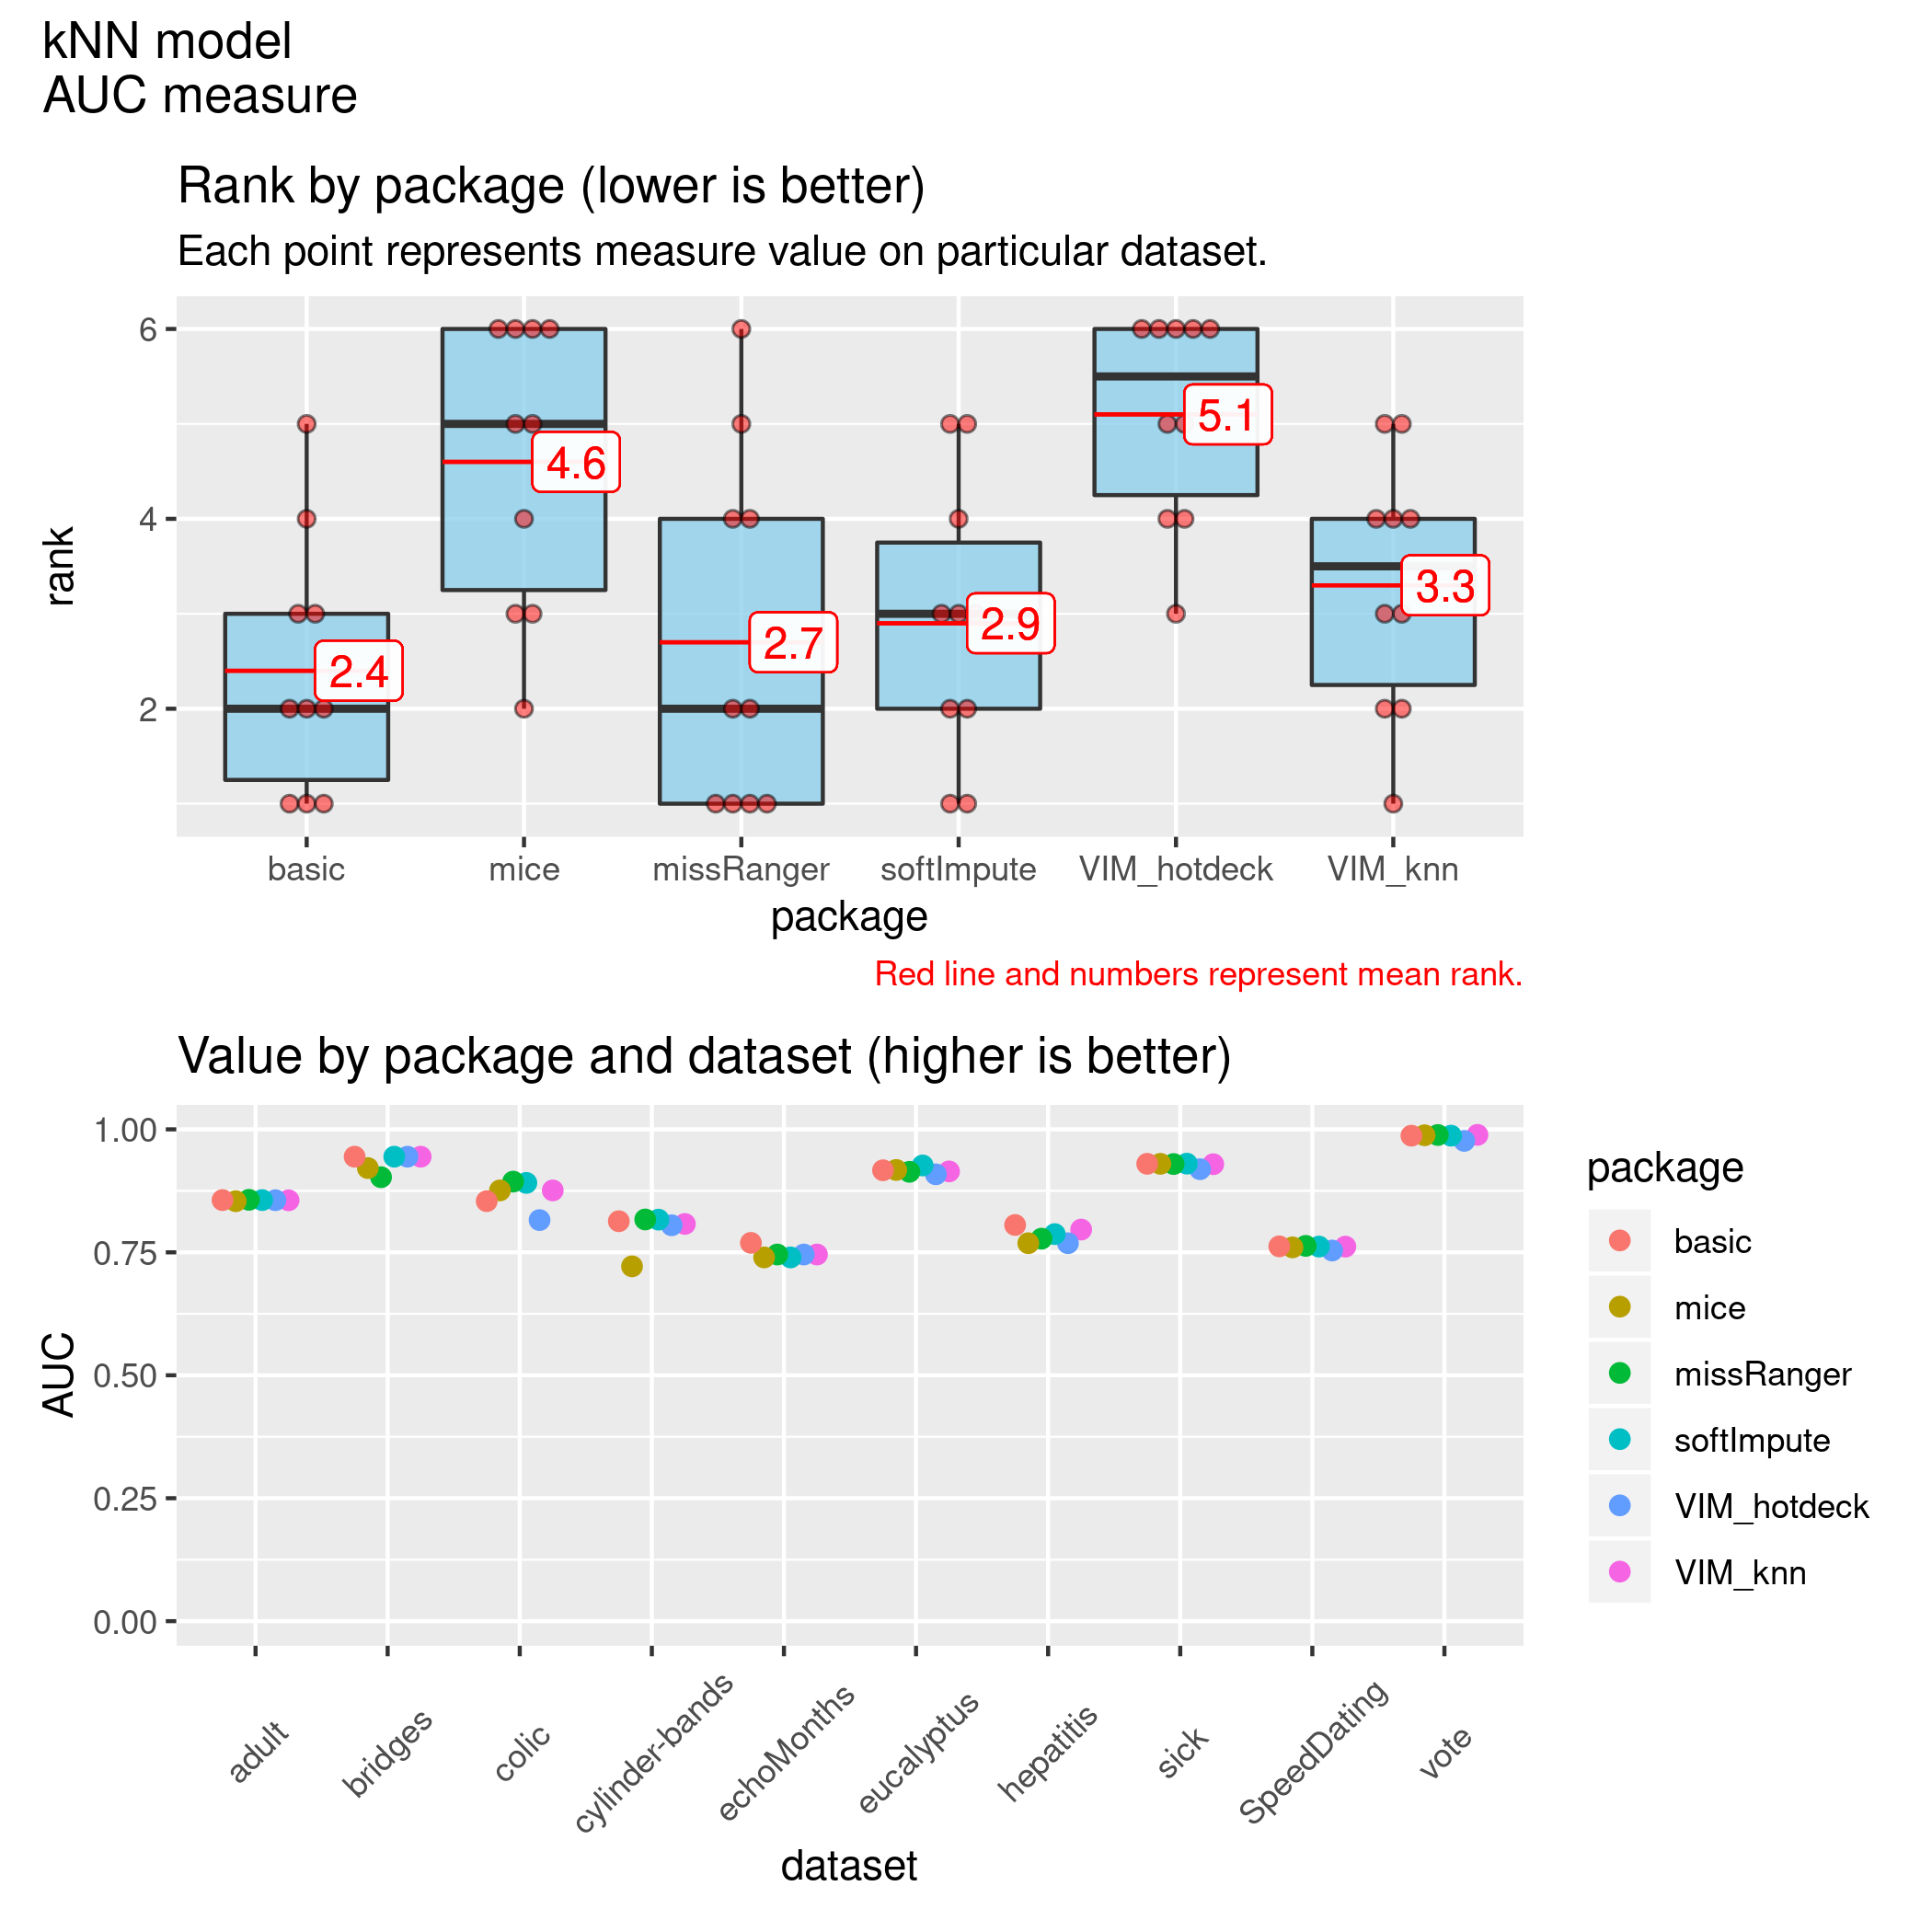 kNN model
AUC measure
Rank by package (lower is better)
Each point represents measure value on particular dataset.
rank
6
4
2
2.4
4.6
2.7
2.9
5.1
3.3
basic
mice
missRanger
softImpute
VIM_hotdeck
VIM_knn
package
Red line and numbers represent mean rank.
Value by package and dataset (higher is better)
AUC
1.00
0.75
0.50
0.25
0.00
adult
bridges
colic
cylinder-bands
echoMonths
eucalyptus
hepatitis
sick
SpeedDating
vote
dataset
package
basic
mice
missRanger
softImpute
VIM_hotdeck
VIM_knn